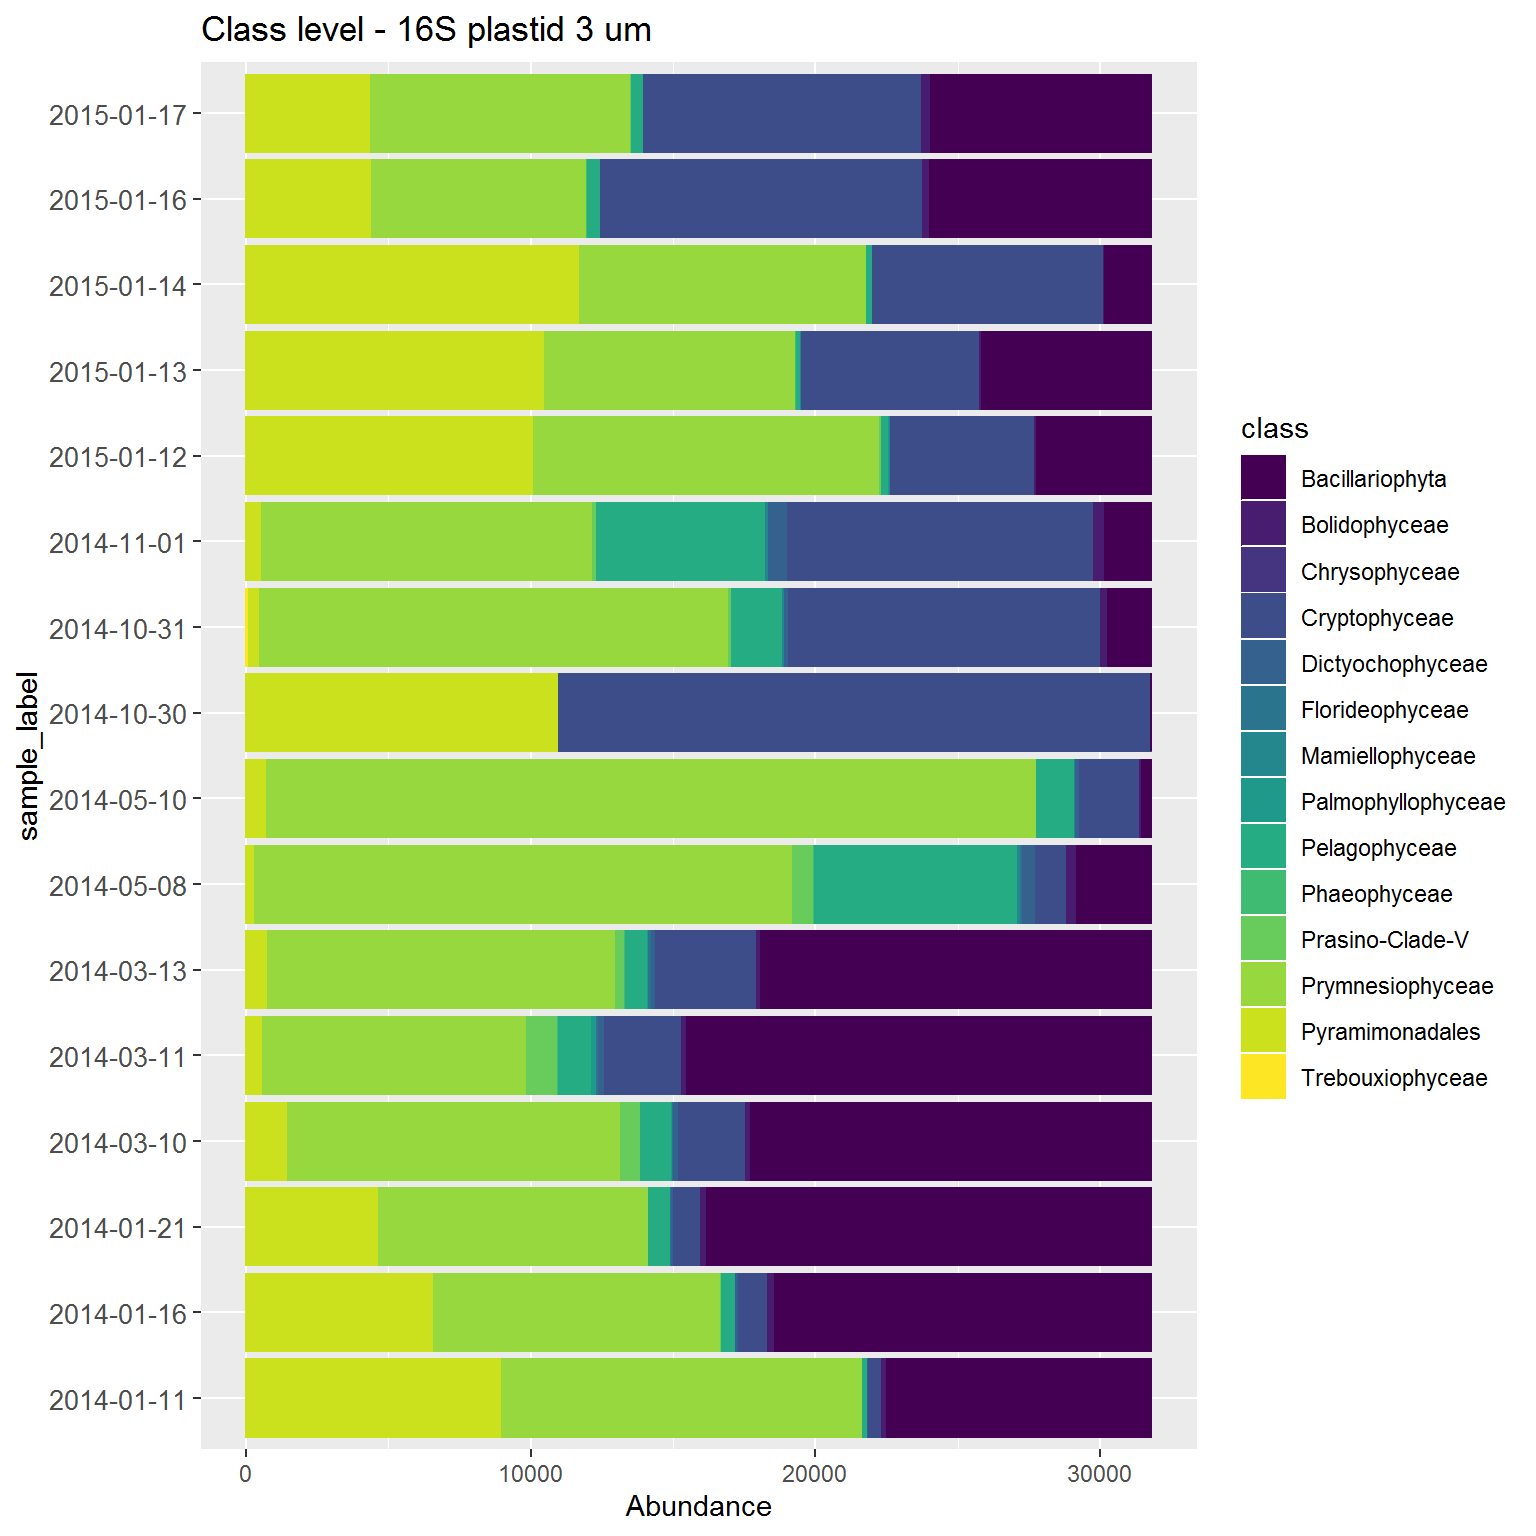 Class level - 16S plastid 3 um
2015-01-17
2015-01-16
2015-01-14
2015-01-13
2015-01-12
2014-11-01
2014-10-31
2014-10-30
2014-05-10
2014-05-08
2014-03-13
2014-03-11
2014-03-10
2014-01-21
2014-01-16
2014-01-11
sample_label
0 10000 20000 30000
Abundance
class
Bacillariophyta
Bolidophyceae
Chrysophyceae
Cryptophyceae
Dictyochophyceae
Florideophyceae
Mamiellophyceae
Palmophyllophyceae
Pelagophyceae
Phaeophyceae
Prasino-Clade-V
Prymnesiophyceae
Pyramimonadales
Trebouxiophyceae